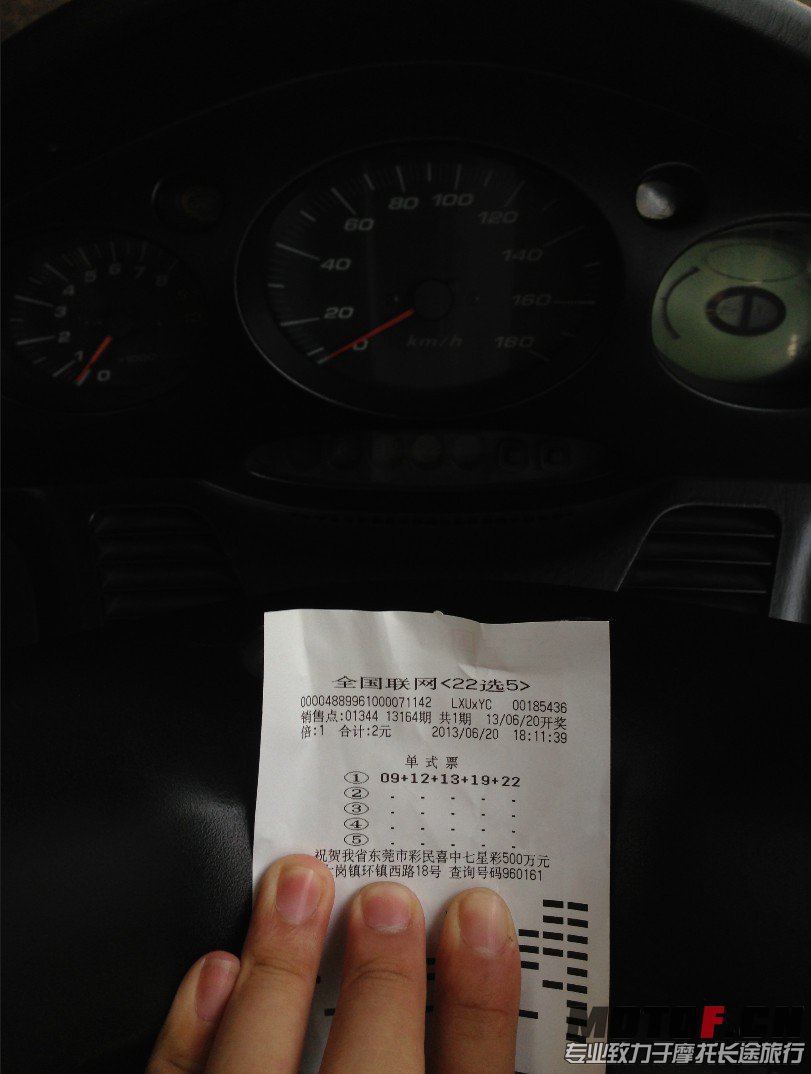 80 100
60 120
40 140
20 160
0 km/h 180
8
7
6
5
4
3
2
1
0
全国联网<22选5>
00004889961000071142 LXUxYC 00185436
销售点:01344 13164期 共1期 13/06/20开奖
倍:1 合计:2元 2013/06/20 18:11:39
单式票
① 09+12+13+19+22
② - - - - -
③ - - - - -
④ - - - - -
⑤ - - - - -
祝贺我省东莞市彩民喜中七星彩500万元
岗镇环镇西路18号 查询号码960161
MOTOF.CN
专业致力于摩托长途旅行